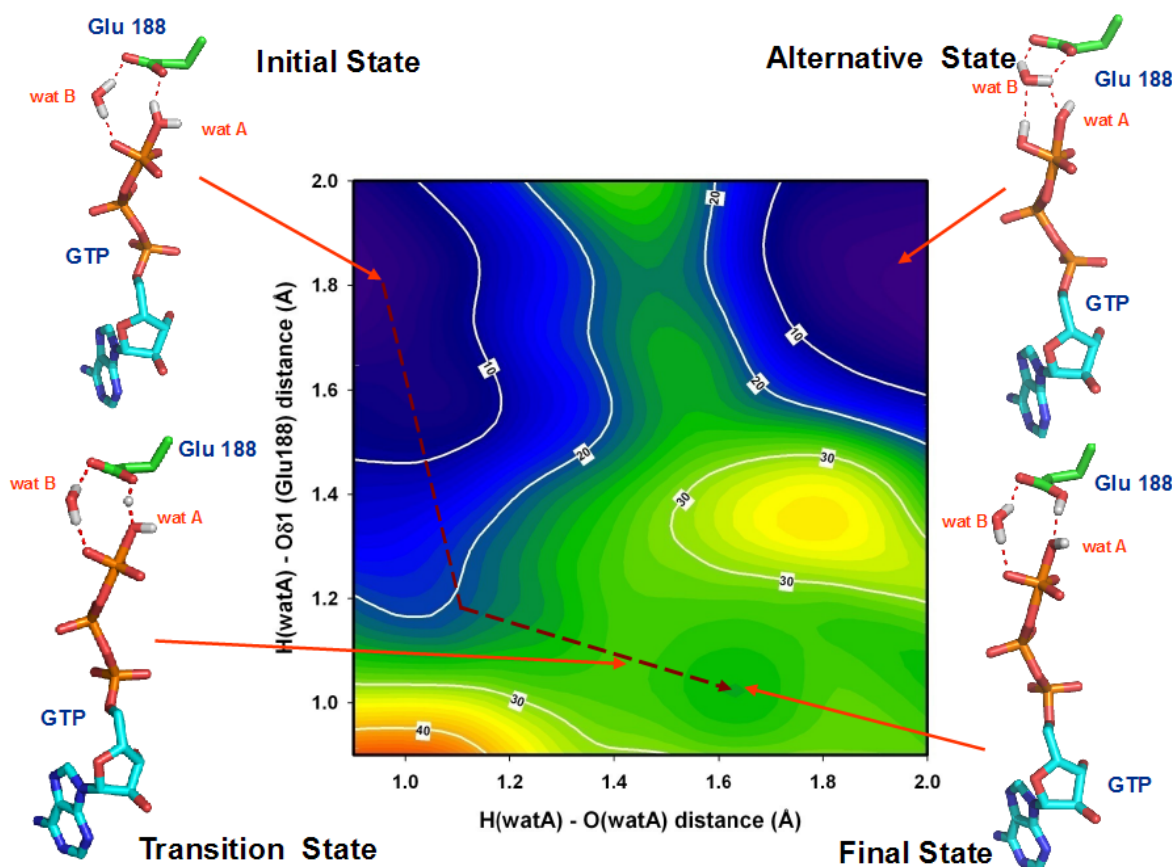 Glu 188
Initial State
wat B
wat A
GTP
Alternative State
Glu 188
wat B
wat A
GTP
Glu 188
wat B
wat A
GTP
Transition State
Glu 188
wat B
wat A
GTP
Final State
H(watA) - Oδ1 (Glu188) distance (Å)
2.0
1.8
1.6
1.4
1.2
1.0
20
10
20
20
10
20
30
30
30
30
40
1.0
1.2
1.4
1.6
1.8
2.0
H(watA) - O(watA) distance (Å)